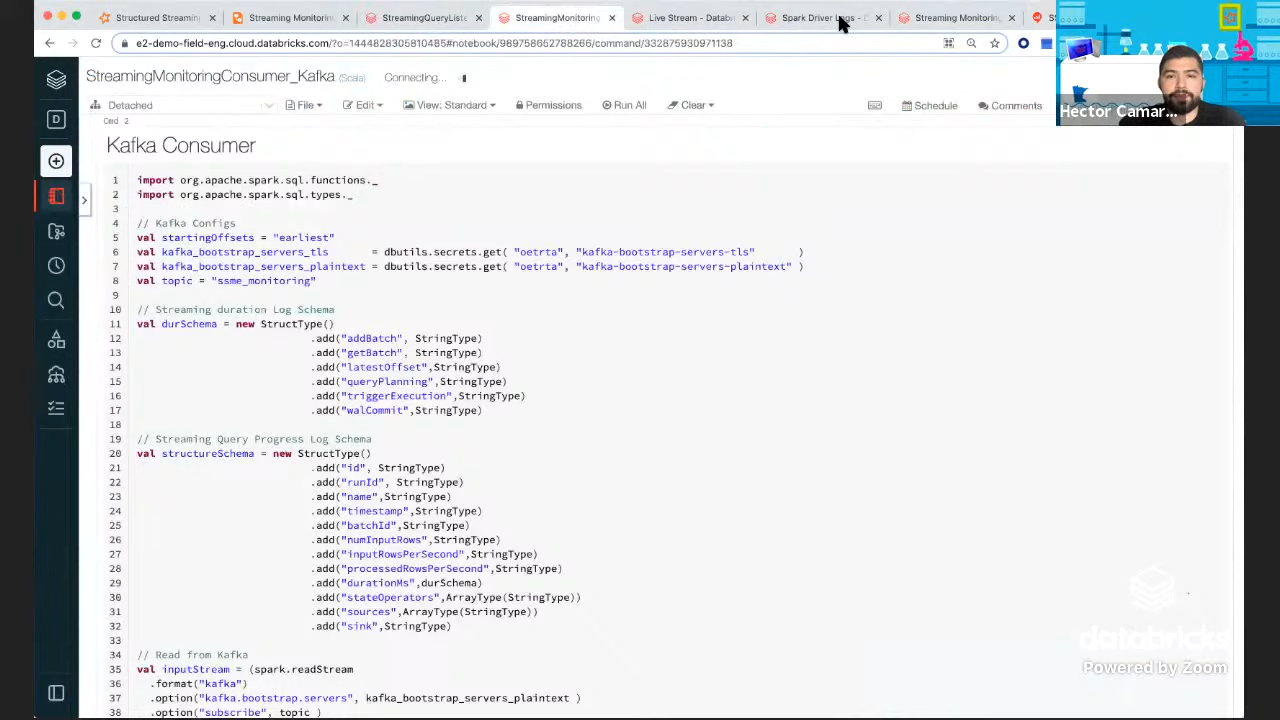 Structured Streaming
Streaming Monitorin
StreamingQueryListe
StreamingMonitoring
Live Stream - Databri
Spark Driver Logs - D
Streaming Monitoring
e2-demo-field-eng.cloud.databricks.com/?o=1444828305810485#notebook/989758652788266/command/332875930971138
StreamingMonitoringConsumer_Kafka (Scala) Connecting...
Detached File Edit View: Standard Permissions Run All Clear Schedule Comments
Hector Camar...
D
Cmd 2
Kafka Consumer
1 import org.apache.spark.sql.functions._
2 import org.apache.spark.sql.types._
3
4 // Kafka Configs
5 val startingOffsets = "earliest"
6 val kafka_bootstrap_servers_tls = dbutils.secrets.get( "oetrta", "kafka-bootstrap-servers-tls" )
7 val kafka_bootstrap_servers_plaintext = dbutils.secrets.get( "oetrta", "kafka-bootstrap-servers-plaintext" )
8 val topic = "ssme_monitoring"
9
10 // Streaming duration Log Schema
11 val durSchema = new StructType()
12 .add("addBatch", StringType)
13 .add("getBatch", StringType)
14 .add("latestOffset",StringType)
15 .add("queryPlanning",StringType)
16 .add("triggerExecution",StringType)
17 .add("walCommit",StringType)
18
19 // Streaming Query Progress Log Schema
20 val structureSchema = new StructType()
21 .add("id", StringType)
22 .add("runId", StringType)
23 .add("name",StringType)
24 .add("timestamp",StringType)
25 .add("batchId",StringType)
26 .add("numInputRows",StringType)
27 .add("inputRowsPerSecond",StringType)
28 .add("processedRowsPerSecond",StringType)
29 .add("durationMs",durSchema)
30 .add("stateOperators",ArrayType(StringType))
31 .add("sources",ArrayType(StringType))
32 .add("sink",StringType)
33
34 // Read from Kafka
35 val inputStream = (spark.readStream
36 .format("kafka")
37 .option("kafka.bootstrap.servers", kafka_bootstrap_servers_plaintext )
38 .option("subscribe", topic )
databricks
Powered by Zoom